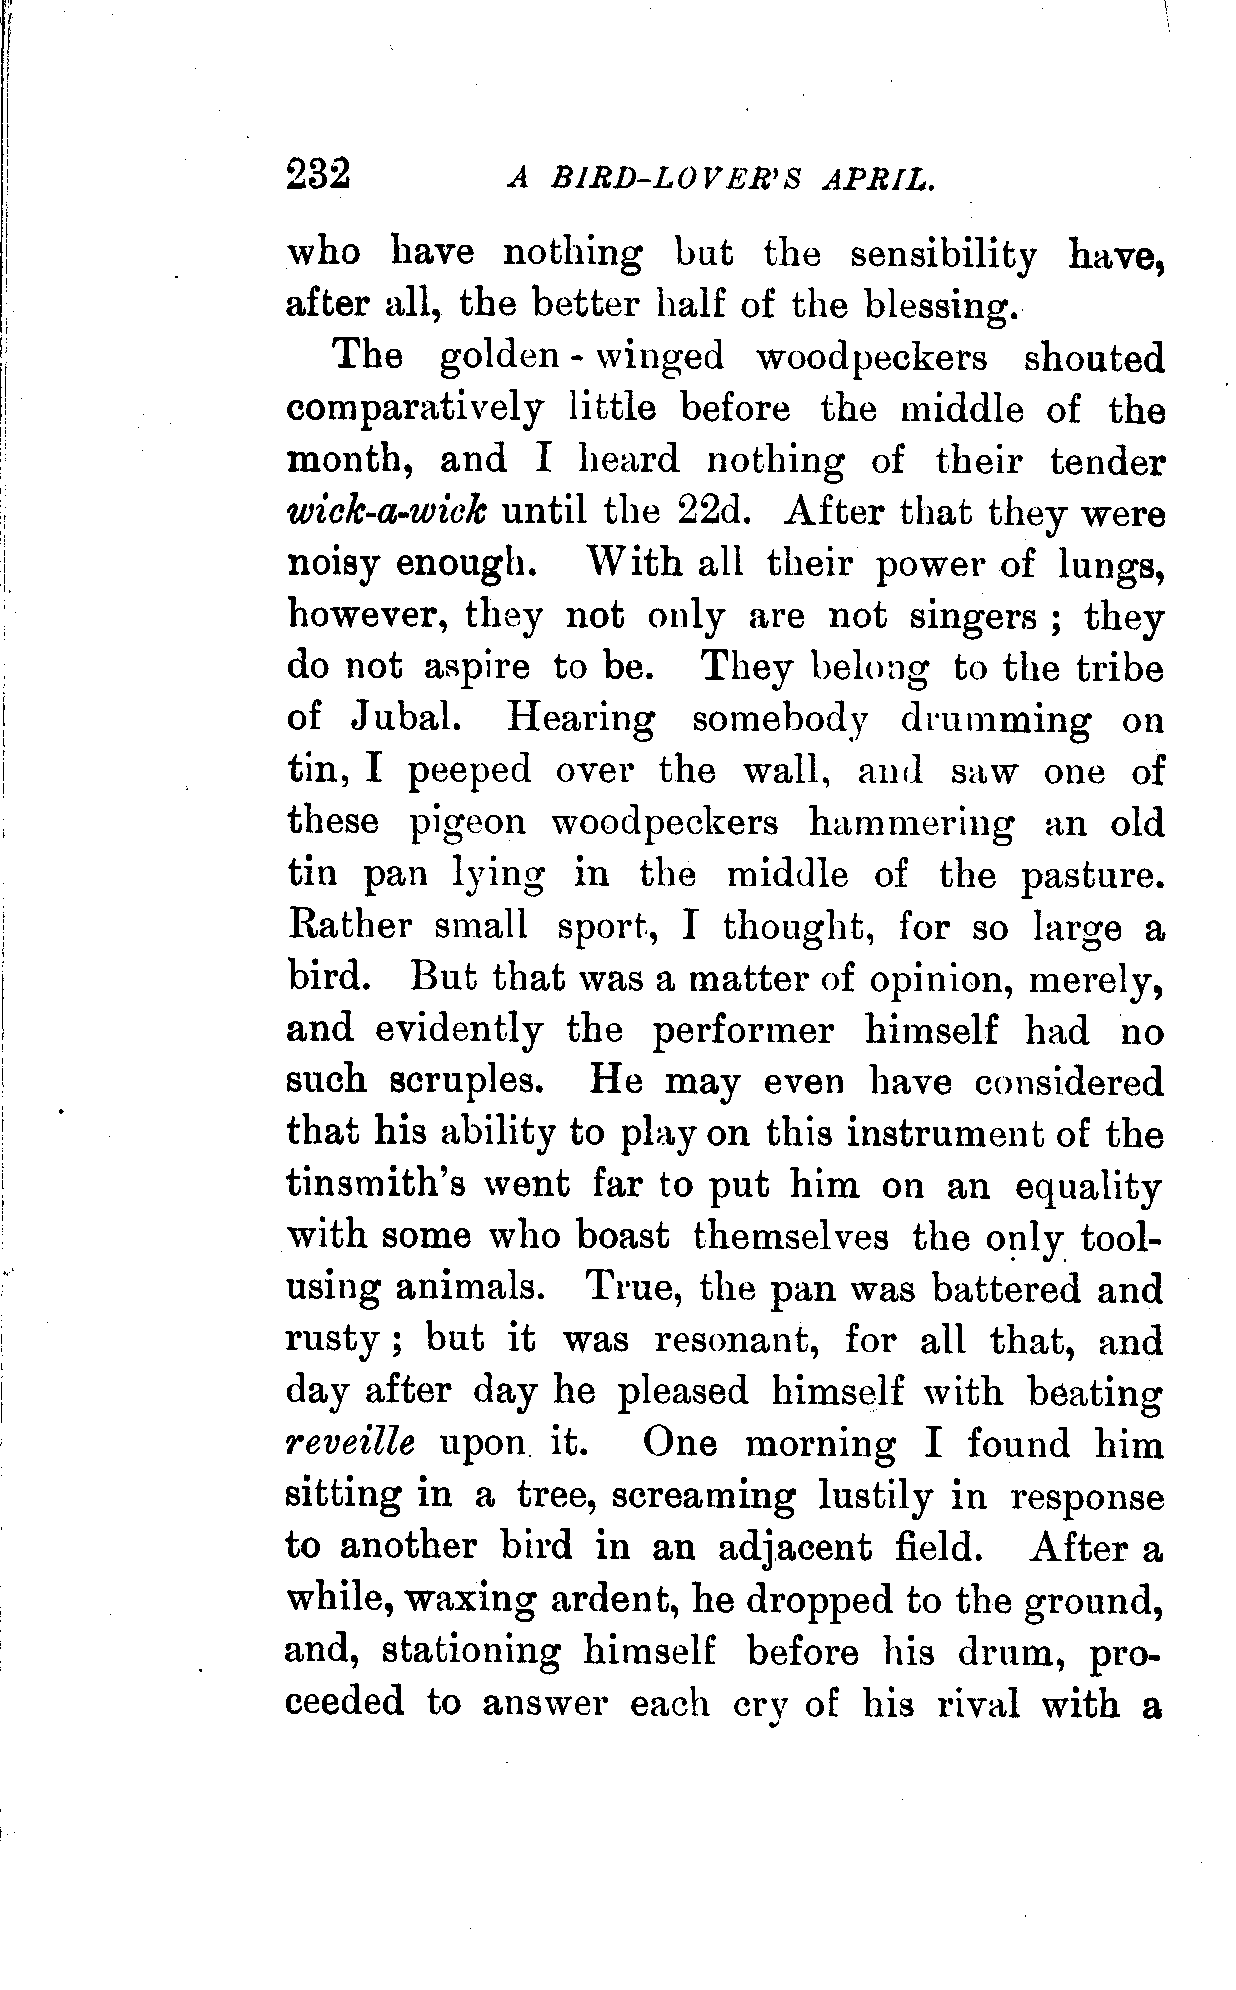 232 A BIRD-LOVER'S APRIL.
who have nothing but the sensibility have,
after all, the better half of the blessing.
The golden-winged woodpeckers shouted
comparatively little before the middle of the
month, and I heard nothing of their tender
wick-a-wick until the 22d. After that they were
noisy enough. With all their power of lungs,
however, they not only are not singers ; they
do not aspire to be. They belong to the tribe
of Jubal. Hearing somebody drumming on
tin, I peeped over the wall, and saw one of
these pigeon woodpeckers hammering an old
tin pan lying in the middle of the pasture.
Rather small sport, I thought, for so large a
bird. But that was a matter of opinion, merely,
and evidently the performer himself had no
such scruples. He may even have considered
that his ability to play on this instrument of the
tinsmith's went far to put him on an equality
with some who boast themselves the only tool-
using animals. True, the pan was battered and
rusty ; but it was resonant, for all that, and
day after day he pleased himself with beating
reveille upon it. One morning I found him
sitting in a tree, screaming lustily in response
to another bird in an adjacent field. After a
while, waxing ardent, he dropped to the ground,
and, stationing himself before his drum, pro-
ceeded to answer each cry of his rival with a